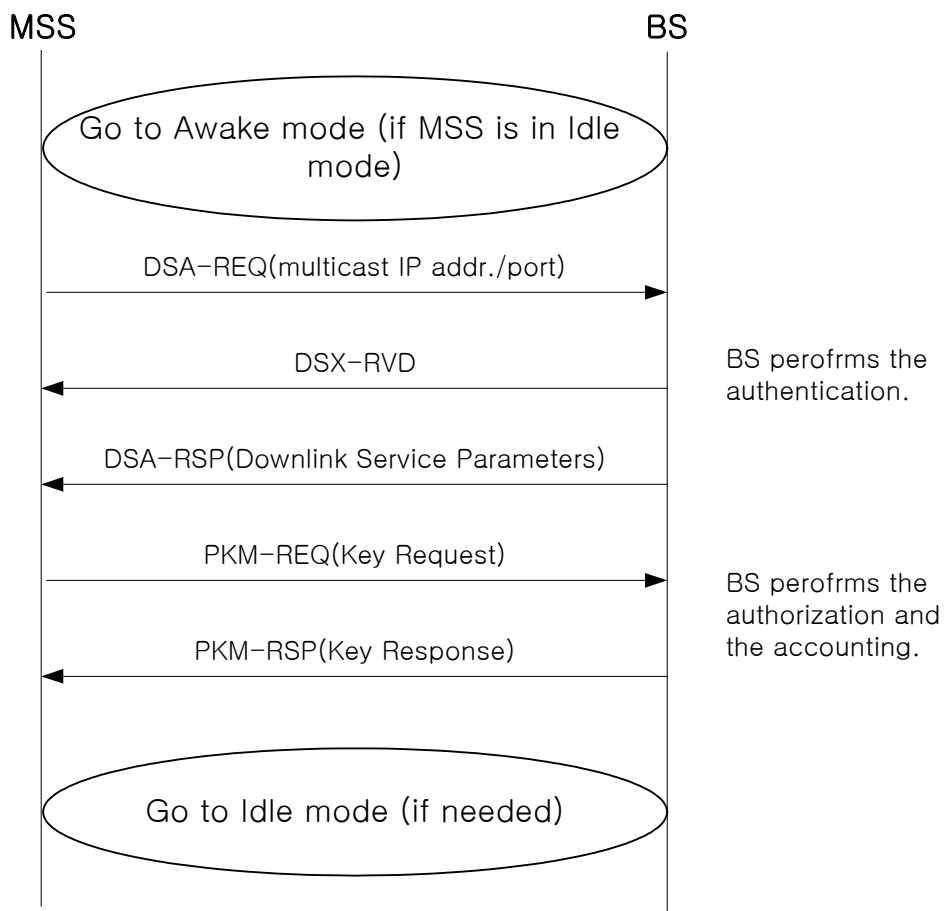 MSS
BS
Go to Awake mode (if MSS is in Idle
mode)
DSA-REQ(multicast IP addr./port)
DSX-RVD
BS perofrms the
authentication.
DSA-RSP(Downlink Service Parameters)
PKM-REQ(Key Request)
BS perofrms the
authorization and
the accounting.
PKM-RSP(Key Response)
Go to Idle mode (if needed)